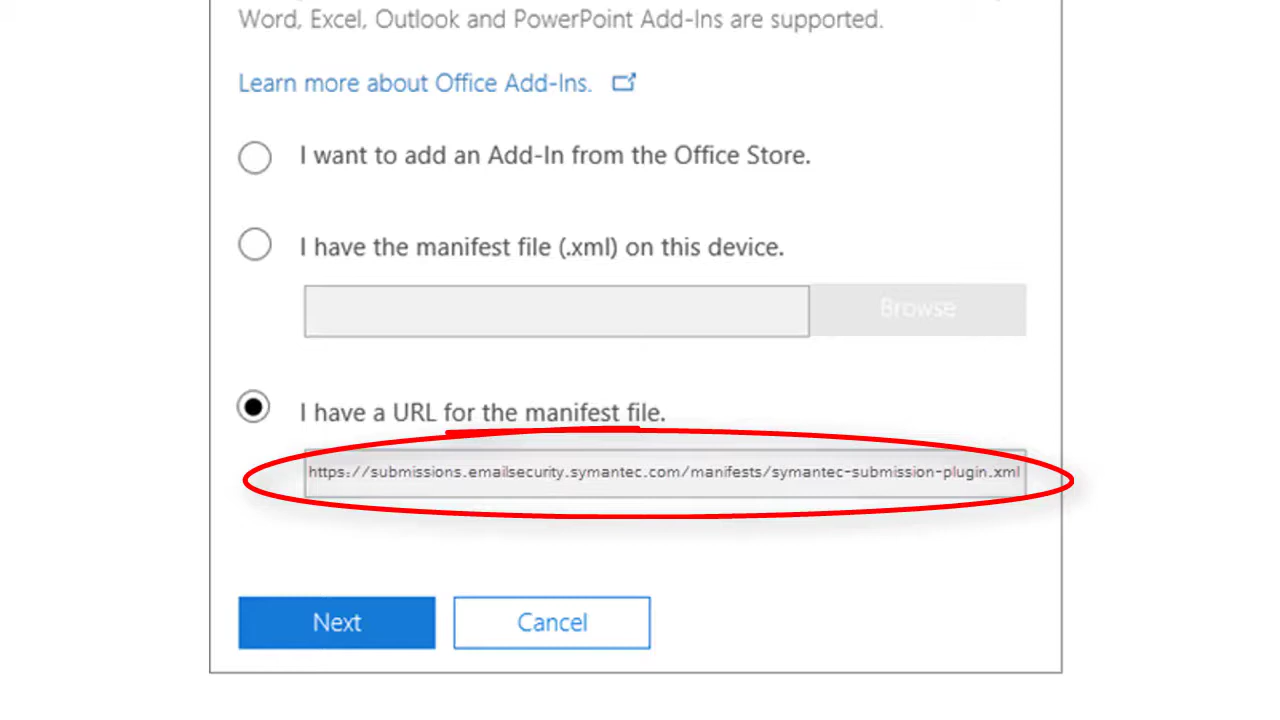 Word, Excel, Outlook and PowerPoint Add-Ins are supported.
Learn more about Office Add-Ins.
I want to add an Add-In from the Office Store.
I have the manifest file (.xml) on this device.
Browse
I have a URL for the manifest file.
https://submissions.emailsecurity.symantec.com/manifests/symantec-submission-plugin.xml
Next
Cancel